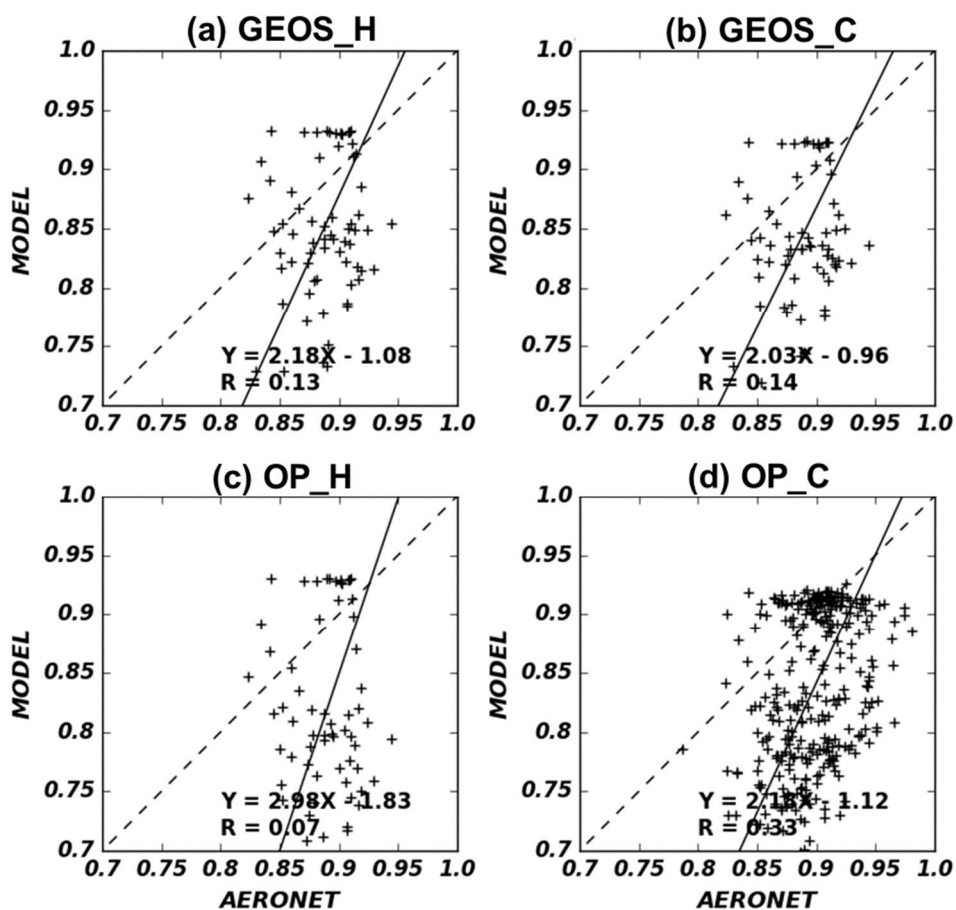 (a) GEOS_H
(b) GEOS_C
1.0
0.95
0.9
0.85
0.8
0.75
0.7
MODEL
Y = 2.18X - 1.08
R = 0.13
0.7 0.75 0.8 0.85 0.9 0.95 1.0
1.0
0.95
0.9
0.85
0.8
0.75
0.7
MODEL
Y = 2.03X - 0.96
R = 0.14
0.7 0.75 0.8 0.85 0.9 0.95 1.0
(c) OP_H
(d) OP_C
1.0
0.95
0.9
0.85
0.8
0.75
0.7
MODEL
Y = 2.98X - 1.83
R = 0.07
0.7 0.75 0.8 0.85 0.9 0.95 1.0
AERONET
1.0
0.95
0.9
0.85
0.8
0.75
0.7
MODEL
Y = 2.18X - 1.12
R = 0.33
0.7 0.75 0.8 0.85 0.9 0.95 1.0
AERONET